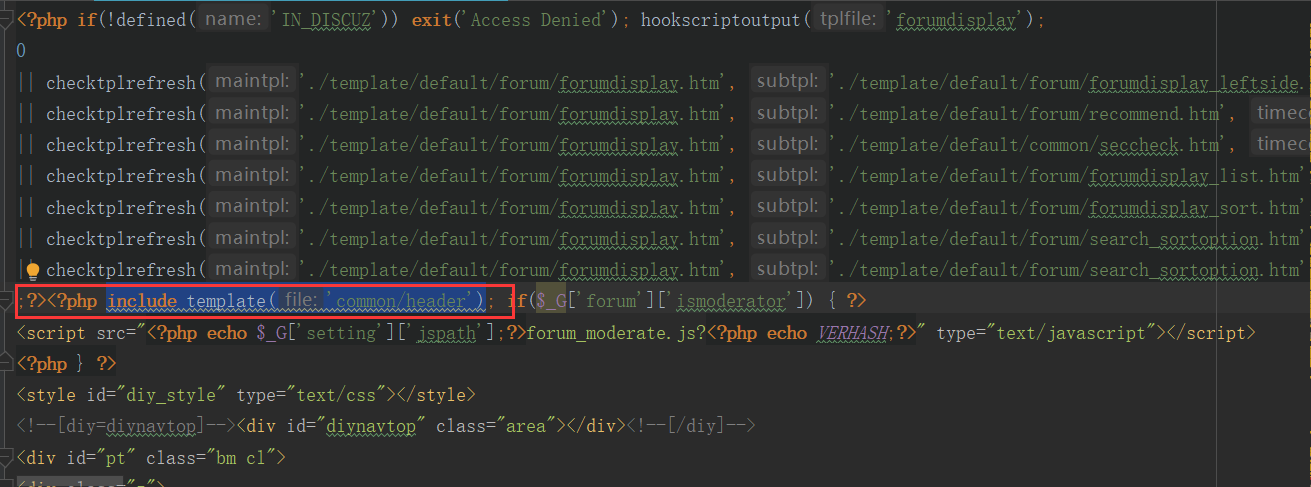 <?php if(!defined( name: 'IN_DISCUZ')) exit('Access Denied'); hookscriptoutput( tplfile: 'forumdisplay');
0
|| checktplrefresh( maintpl: './template/default/forum/forumdisplay.htm', subtpl: './template/default/forum/forumdisplay_leftside.
|| checktplrefresh( maintpl: './template/default/forum/forumdisplay.htm', subtpl: './template/default/forum/recommend.htm', timec
|| checktplrefresh( maintpl: './template/default/forum/forumdisplay.htm', subtpl: './template/default/common/seccheck.htm', timec
|| checktplrefresh( maintpl: './template/default/forum/forumdisplay.htm', subtpl: './template/default/forum/forumdisplay_list.htm'
|| checktplrefresh( maintpl: './template/default/forum/forumdisplay.htm', subtpl: './template/default/forum/forumdisplay_sort.htm'
|| checktplrefresh( maintpl: './template/default/forum/forumdisplay.htm', subtpl: './template/default/forum/search_sortoption.htm'
|| checktplrefresh( maintpl: './template/default/forum/forumdisplay.htm', subtpl: './template/default/forum/search_sortoption.htm'
;?><?php include template( file: 'common/header'); if($_G['forum']['ismoderator']) { ?>
<script src="<?php echo $_G['setting']['jspath'];?>forum_moderate.js?<?php echo VERHASH;?>" type="text/javascript"></script>
<?php } ?>
<style id="diy_style" type="text/css"></style>
<!--[diy=diynavtop]--><div id="diynavtop" class="area"></div><!--[/diy]-->
<div id="pt" class="bm cl">
<div class="z">